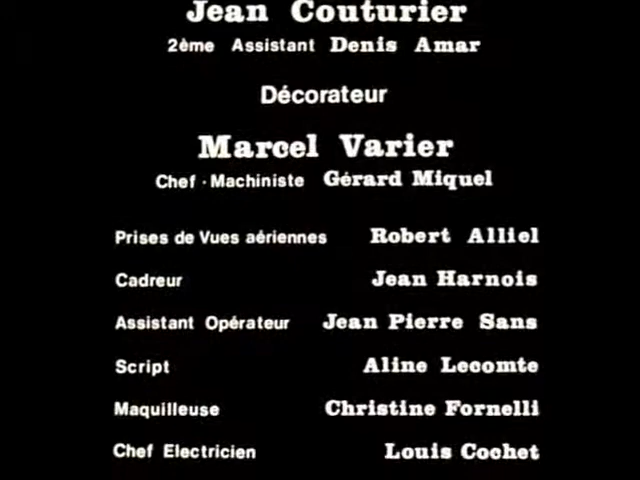 Jean Couturier
2ème Assistant Denis Amar
Décorateur
Marcel Varier
Chef · Machiniste Gérard Miquel
Prises de Vues aériennes Robert Alliel
Cadreur Jean Harnois
Assistant Opérateur Jean Pierre Sans
Script Aline Lecomte
Maquilleuse Christine Fornelli
Chef Electricien Louis Cochet